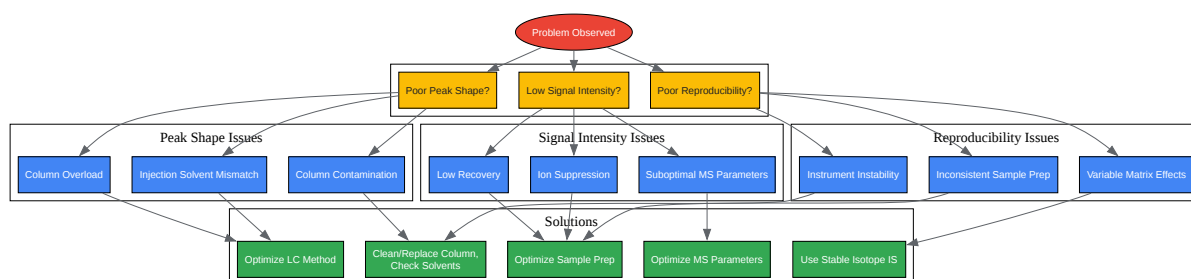 Problem Observed
Poor Peak Shape?
Low Signal Intensity?
Poor Reproducibility?
Peak Shape Issues
Signal Intensity Issues
Reproducibility Issues
Column Overload
Injection Solvent Mismatch
Column Contamination
Low Recovery
Ion Suppression
Suboptimal MS Parameters
Instrument Instability
Inconsistent Sample Prep
Variable Matrix Effects
Solutions
Optimize LC Method
Clean/Replace Column,
Check Solvents
Optimize Sample Prep
Optimize MS Parameters
Use Stable Isotope IS